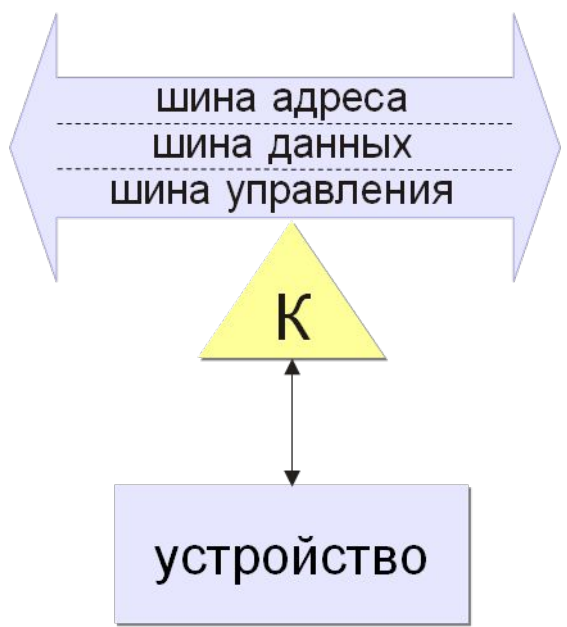 шина адреса
шина данных
шина управления
К
устройство